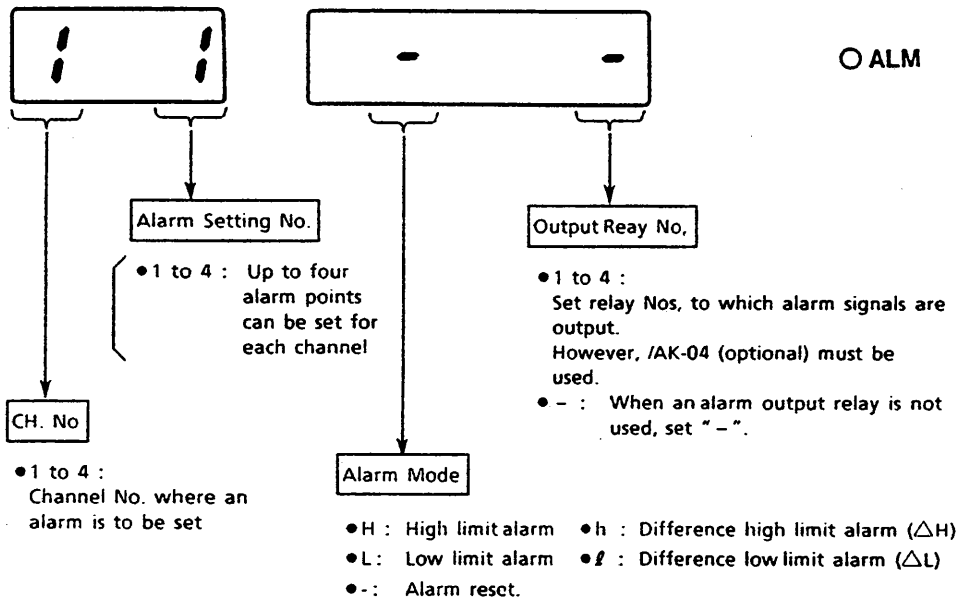 1 1
- -
○ ALM
Alarm Setting No.
●1 to 4 : Up to four
alarm points
can be set for
each channel
Output Reay No,
●1 to 4 :
Set relay Nos, to which alarm signals are
output.
However, /AK-04 (optional) must be
used.
●– : When an alarm output relay is not
used, set "–".
CH. No
●1 to 4 :
Channel No. where an
alarm is to be set
Alarm Mode
●H : High limit alarm ●h : Difference high limit alarm (△H)
●L : Low limit alarm ●ℓ : Difference low limit alarm (△L)
●- : Alarm reset.